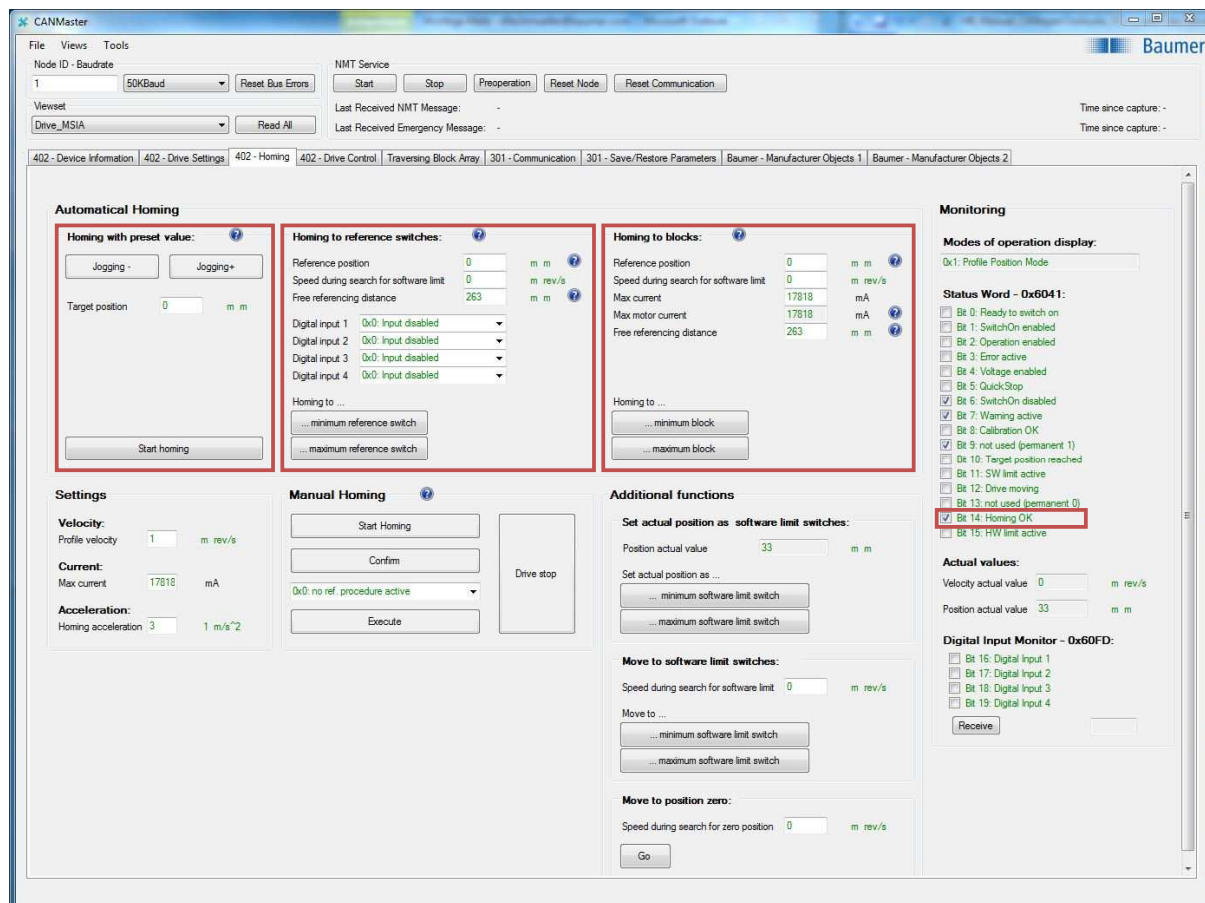 CANMaster
File Views Tools
Baumer
Node ID - Baudrate
1 50KBaud Reset Bus Errors
NMT Service
Start Stop Preoperation Reset Node Reset Communication
Viewset
Drive_MSIA Read All
Last Received NMT Message: - Time since capture: -
Last Received Emergency Message: - Time since capture: -
402 - Device Information 402 - Drive Settings 402 - Homing 402 - Drive Control Traversing Block Array 301 - Communication 301 - Save/Restore Parameters Baumer - Manufacturer Objects 1 Baumer - Manufacturer Objects 2
Automatical Homing
Homing with preset value: ?
Jogging - Jogging+
Target position 0 m m
Start homing
Homing to reference switches: ?
Reference position 0 m m ?
Speed during search for software limit 0 m rev/s
Free referencing distance 263 m m ?
Digital input 1 0x0: Input disabled
Digital input 2 0x0: Input disabled
Digital input 3 0x0: Input disabled
Digital input 4 0x0: Input disabled
Homing to ...
... minimum reference switch
... maximum reference switch
Homing to blocks: ?
Reference position 0 m m ?
Speed during search for software limit 0 m rev/s
Max current 17818 mA
Max motor current 17818 mA ?
Free referencing distance 263 m m ?
Homing to ...
... minimum block
... maximum block
Settings
Velocity:
Profile velocity 1 m rev/s
Current:
Max current 17818 mA
Acceleration:
Homing acceleration 3 1 m/s^2
Manual Homing ?
Start Homing
Confirm
0x0: no ref. procedure active
Execute
Drive stop
Additional functions
Set actual position as software limit switches:
Position actual value 33 m m
Set actual position as ...
... minimum software limit switch
... maximum software limit switch
Move to software limit switches:
Speed during search for software limit 0 m rev/s
Move to ...
... minimum software limit switch
... maximum software limit switch
Move to position zero:
Speed during search for zero position 0 m rev/s
Go
Monitoring
Modes of operation display:
0x1: Profile Position Mode
Status Word - 0x6041:
Bit 0: Ready to switch on
Bit 1: SwitchOn enabled
Bit 2: Operation enabled
Bit 3: Error active
Bit 4: Voltage enabled
Bit 5: QuickStop
Bit 6: SwitchOn disabled
Bit 7: Warning active
Bit 8: Calibration OK
Bit 9: not used (permanent 1)
Bit 10: Target position reached
Bit 11: SW limit active
Bit 12: Drive moving
Bit 13: not used (permanent 0)
Bit 14: Homing OK
Bit 15: HW limit active
Actual values:
Velocity actual value 0 m rev/s
Position actual value 33 m m
Digital Input Monitor - 0x60FD:
Bit 16: Digital Input 1
Bit 17: Digital Input 2
Bit 18: Digital Input 3
Bit 19: Digital Input 4
Receive